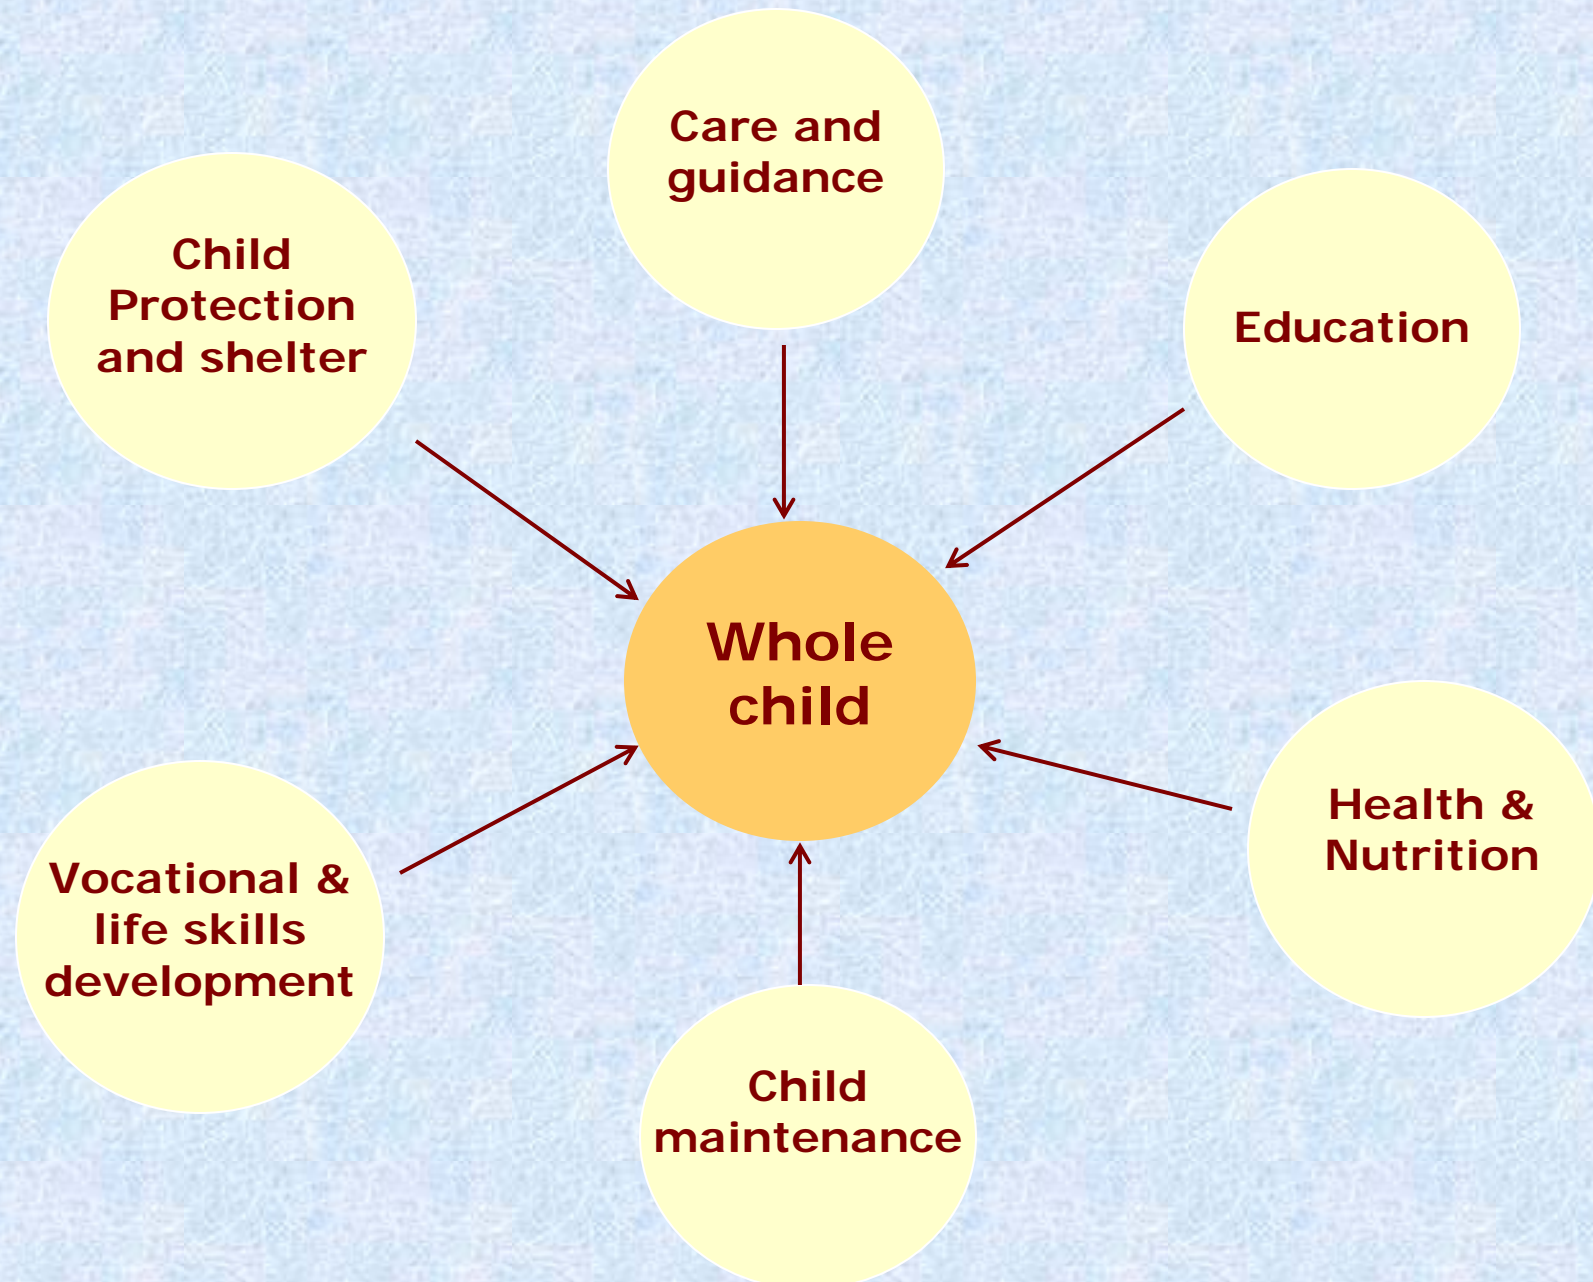 Care and
guidance
Child
Protection
and shelter
Education
Whole
child
Health &
Nutrition
Vocational &
life skills
development
Child
maintenance